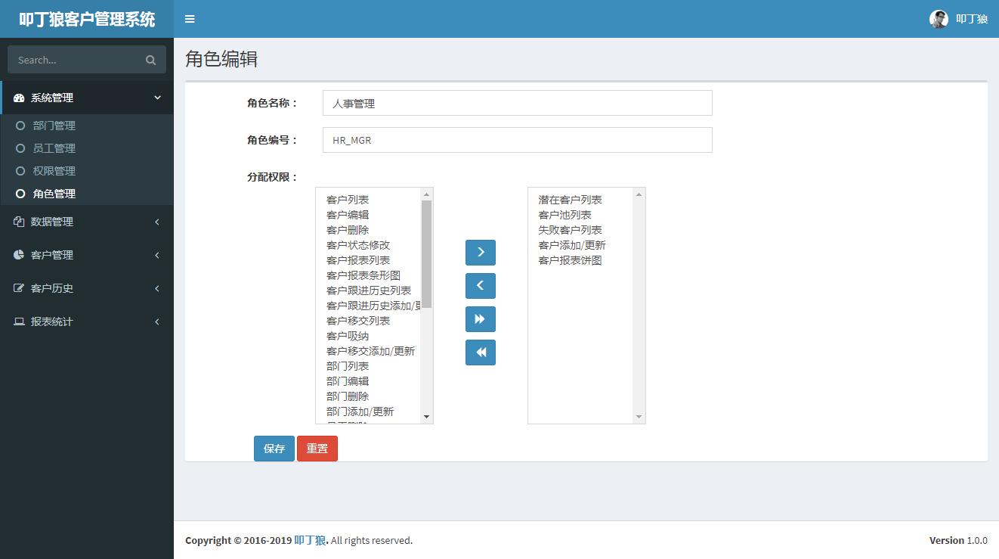 叩丁狼客户管理系统
叩丁狼
Search...
系统管理
部门管理
员工管理
权限管理
角色管理
数据管理
客户管理
客户历史
报表统计
角色编辑
角色名称：
人事管理
角色编号：
HR_MGR
分配权限：
客户列表
客户编辑
客户删除
客户状态修改
客户报表列表
客户报表条形图
客户跟进历史列表
客户跟进历史添加/更
客户移交列表
客户吸纳
客户移交添加/更新
部门列表
部门编辑
部门删除
部门添加/更新
潜在客户列表
客户池列表
失败客户列表
客户添加/更新
客户报表饼图
保存 重置
Copyright © 2016-2019 叩丁狼. All rights reserved.
Version 1.0.0